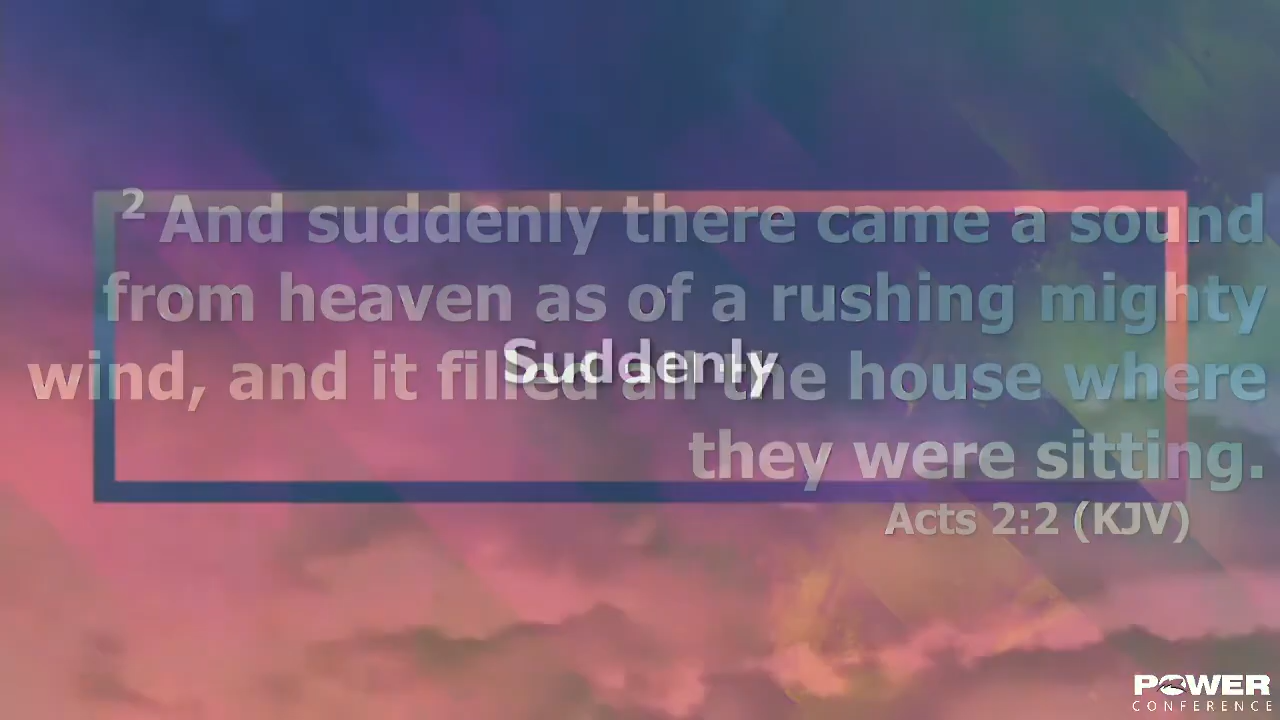 2 And suddenly there came a sound
from heaven as of a rushing mighty
wind, and it filled all the house where
they were sitting.
Acts 2:2 (KJV)
Suddenly
POWER
CONFERENCE